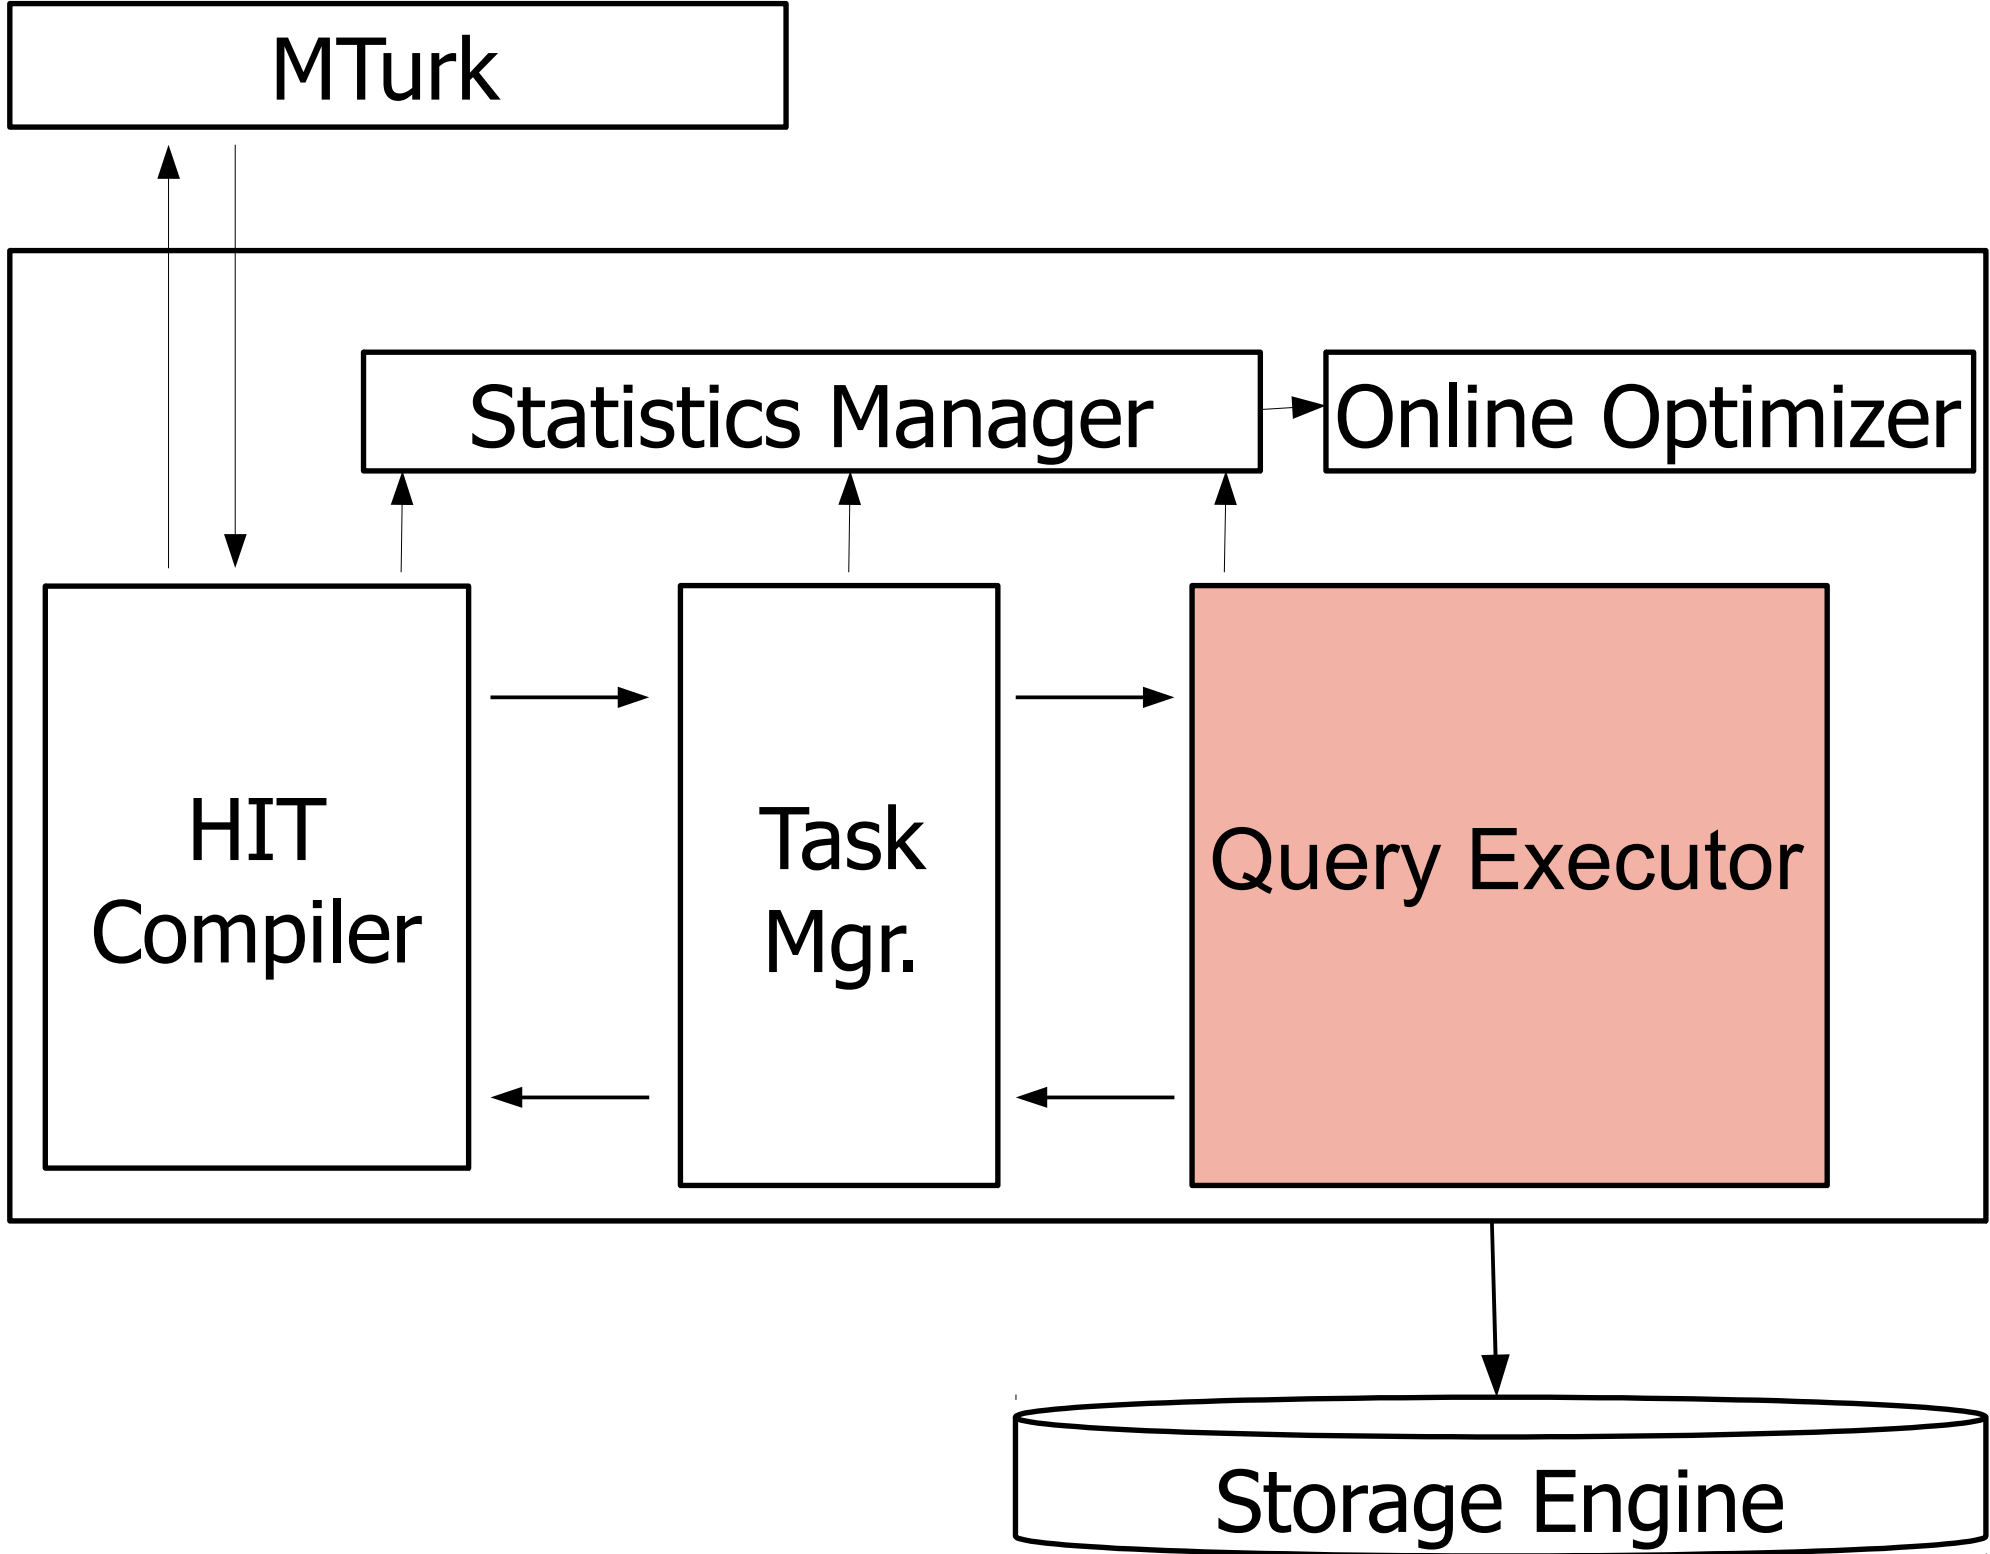 MTurk
Statistics Manager
Online Optimizer
HIT
Compiler
Task
Mgr.
Query Executor
Storage Engine